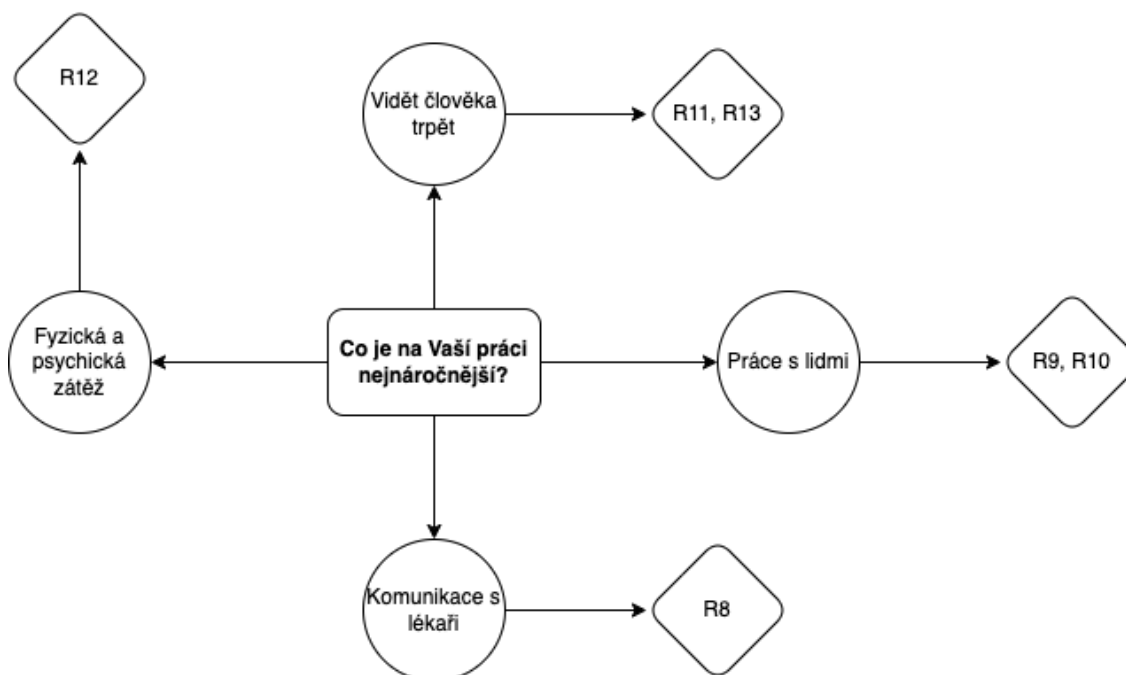 R12
Vidět člověka
trpět
R11, R13
Fyzická a
psychická
zátěž
Co je na Vaší práci
nejnáročnější?
Práce s lidmi
R9, R10
Komunikace s
lékaři
R8